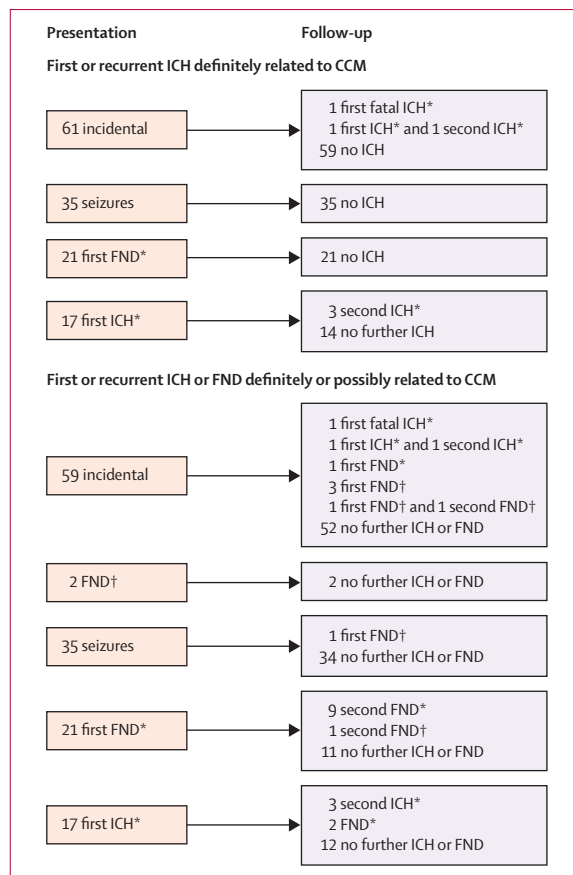 Presentation Follow-up
First or recurrent ICH definitely related to CCM
61 incidental
1 first fatal ICH*
1 first ICH* and 1 second ICH*
59 no ICH
35 seizures
35 no ICH
21 first FND*
21 no ICH
17 first ICH*
3 second ICH*
14 no further ICH
First or recurrent ICH or FND definitely or possibly related to CCM
59 incidental
1 first fatal ICH*
1 first ICH* and 1 second ICH*
1 first FND*
3 first FND†
1 first FND† and 1 second FND†
52 no further ICH or FND
2 FND†
2 no further ICH or FND
35 seizures
1 first FND†
34 no further ICH or FND
21 first FND*
9 second FND*
1 second FND†
11 no further ICH or FND
17 first ICH*
3 second ICH*
2 FND*
12 no further ICH or FND